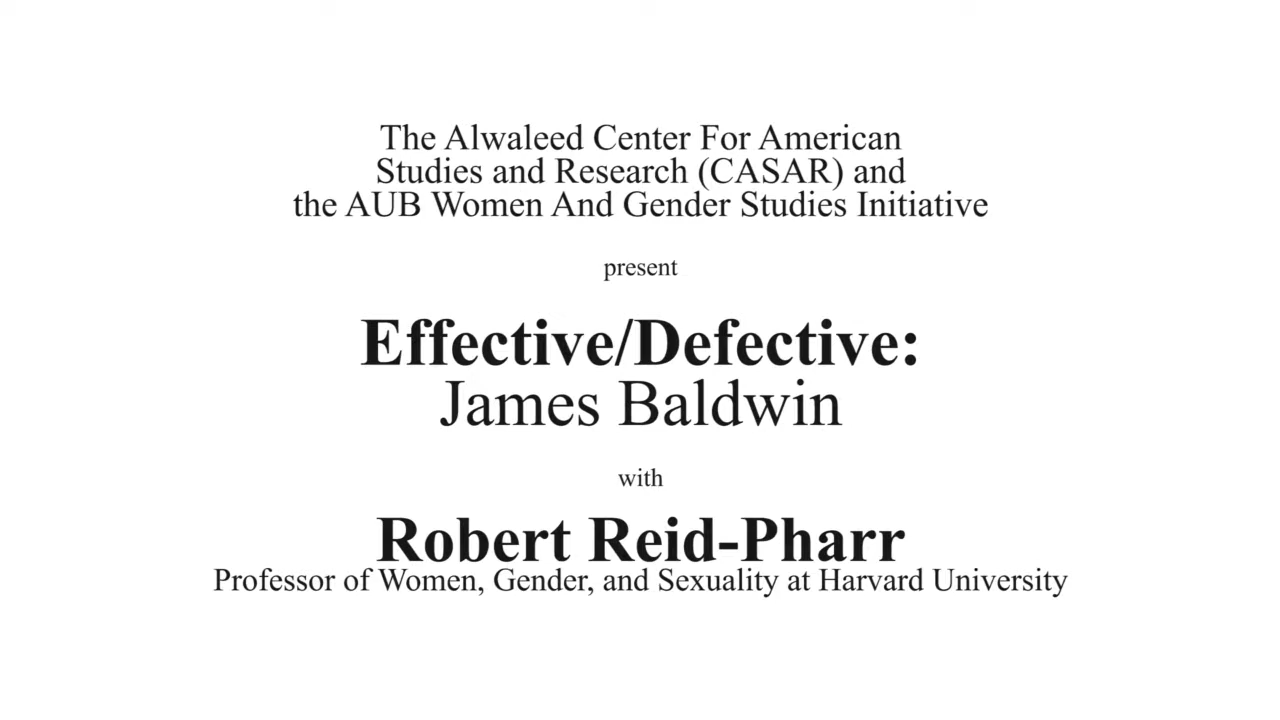 The Alwaleed Center For American
Studies and Research (CASAR) and
the AUB Women And Gender Studies Initiative
present
Effective/Defective:
James Baldwin
with
Robert Reid-Pharr
Professor of Women, Gender, and Sexuality at Harvard University